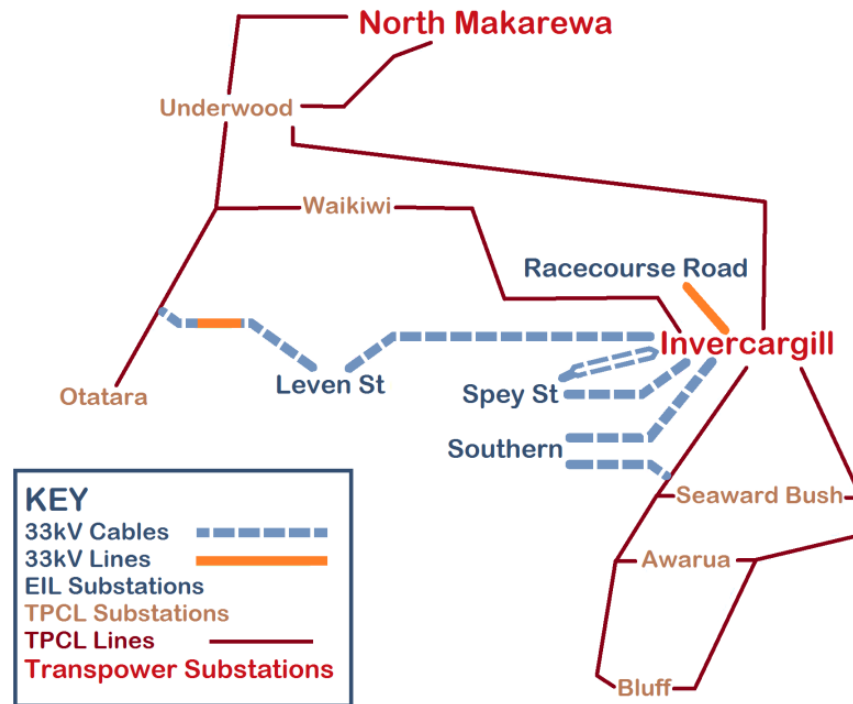 North Makarewa
Underwood
Waikiwi
Racecourse Road
Invercargill
Leven St
Otatara
Spey St
Southern
Seaward Bush
Awarua
Bluff
KEY
33kV Cables
33kV Lines
EIL Substations
TPCL Substations
TPCL Lines
Transpower Substations